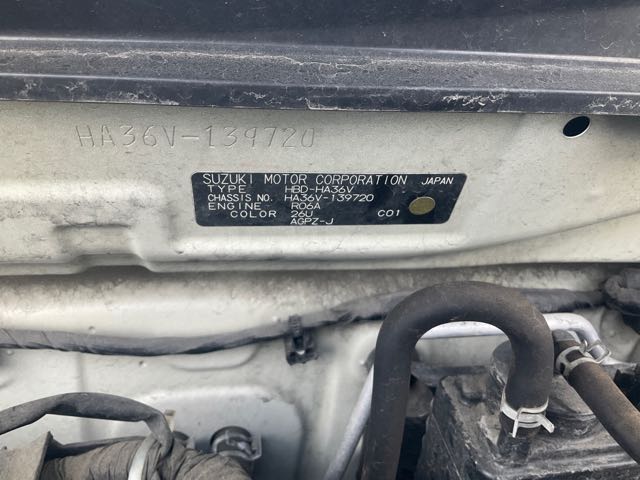 HA36V-139720
SUZUKI MOTOR CORPORATION JAPAN
TYPE HBD-HA36V
CHASSIS NO. HA36V-139720
ENGINE R06A
COLOR 26U C01
AGPZ-J